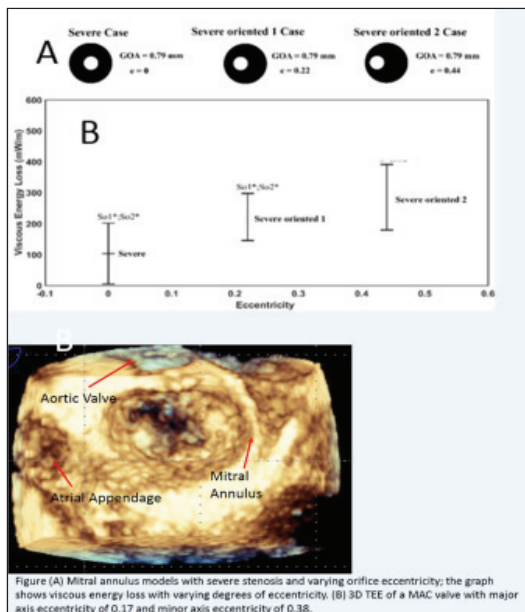 Severe Case Severe oriented 1 Case Severe oriented 2 Case
A
GOA = 0.79 mm GOA = 0.79 mm GOA = 0.79 mm
e = 0 e = 0.22 e = 0.44
B
Viscous Energy Loss (mW/m)
600
500
400
300
200
100
0
So1*;So2* So1*;So2*
Severe Severe oriented 1 Severe oriented 2
-0.1 0 0.1 0.2 0.3 0.4 0.5 0.6
Eccentricity
B
Aortic Valve
Mitral
Annulus
Atrial Appendage
Figure (A) Mitral annulus models with severe stenosis and varying orifice eccentricity; the graph
shows viscous energy loss with varying degrees of eccentricity. (B) 3D TEE of a MAC valve with major
axis eccentricity of 0.17 and minor axis eccentricity of 0.38.